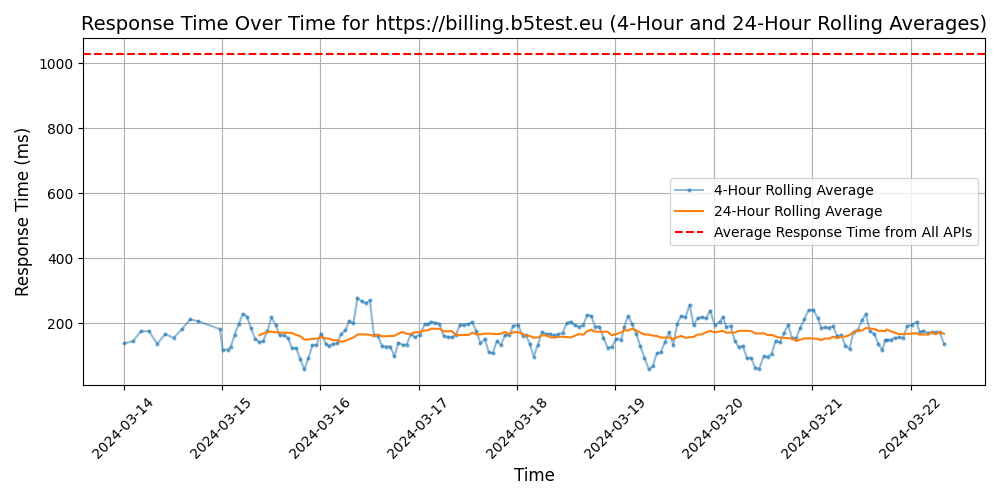 Response Time Over Time for https://billing.b5test.eu (4-Hour and 24-Hour Rolling Averages)
Response Time (ms)
1000
800
600
400
200
4-Hour Rolling Average
24-Hour Rolling Average
Average Response Time from All APIs
2024-03-14
2024-03-15
2024-03-16
2024-03-17
2024-03-18
2024-03-19
2024-03-20
2024-03-21
2024-03-22
Time